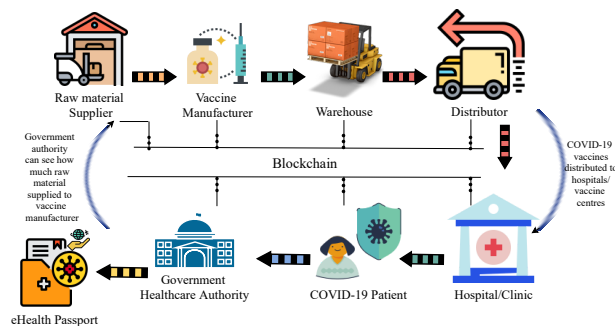 Raw material
Supplier
Vaccine
Manufacturer
Warehouse
Distributor
Government
authority
can see how
much raw
material
supplied to
vaccine
manufacturer
Blockchain
COVID-19
vaccines
distributed to
hospitals/
vaccine
centres
eHealth Passport
Government
Healthcare Authority
COVID-19 Patient
Hospital/Clinic